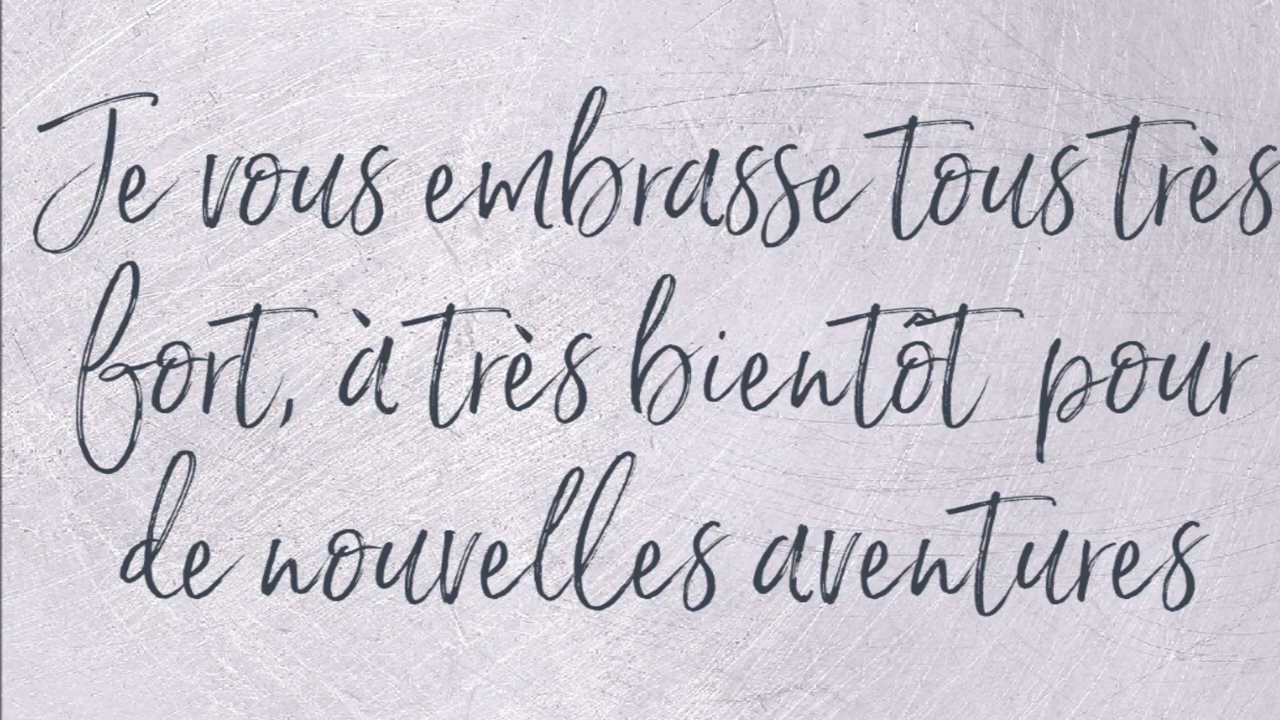 Je vous embrasse tous très
fort, à très bientôt pour
de nouvelles aventures